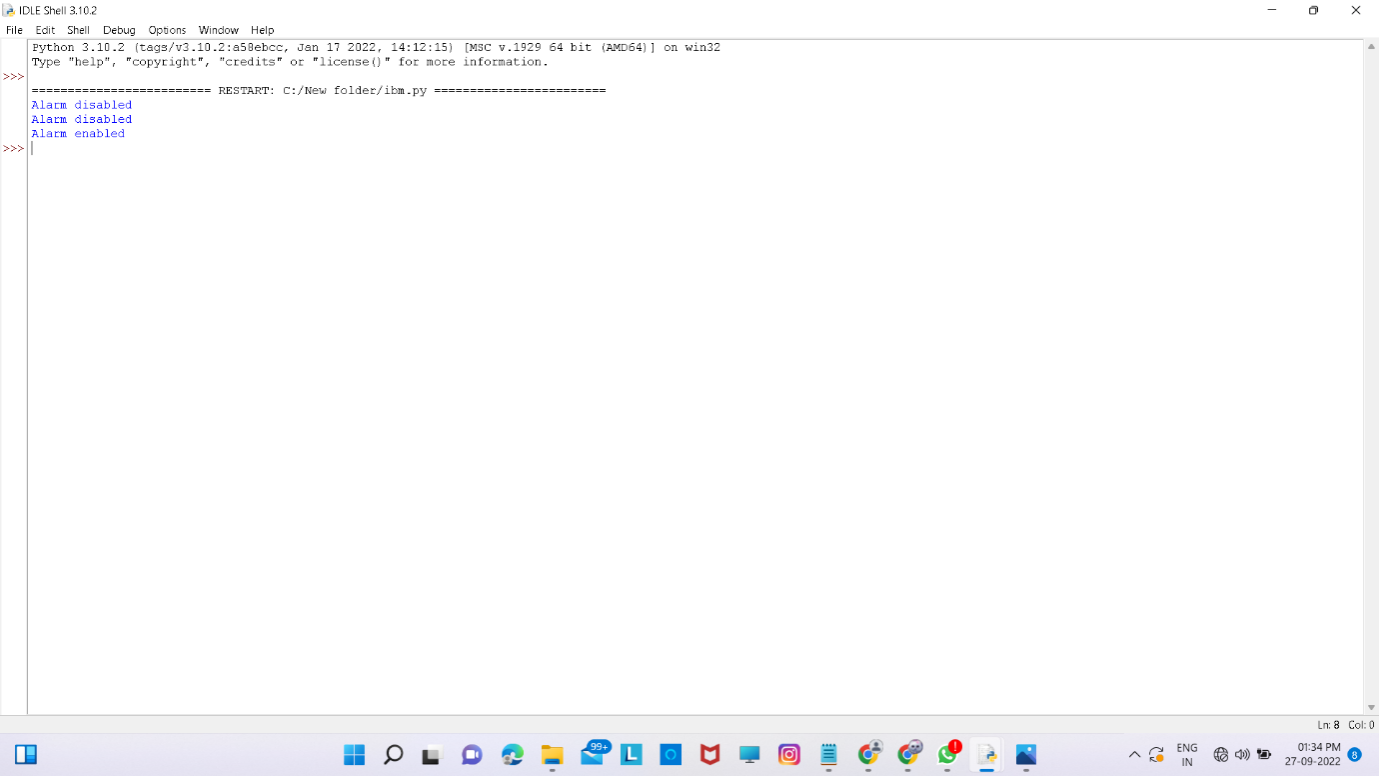 IDLE Shell 3.10.2
File Edit Shell Debug Options Window Help
Python 3.10.2 (tags/v3.10.2:a58ebcc, Jan 17 2022, 14:12:15) [MSC v.1929 64 bit (AMD64)] on win32
Type "help", "copyright", "credits" or "license()" for more information.
>>>
========================= RESTART: C:/New folder/ibm.py ========================
Alarm disabled
Alarm disabled
Alarm enabled
>>>
Ln: 8 Col: 0
99+
L
ENG
IN
01:34 PM
27-09-2022
8